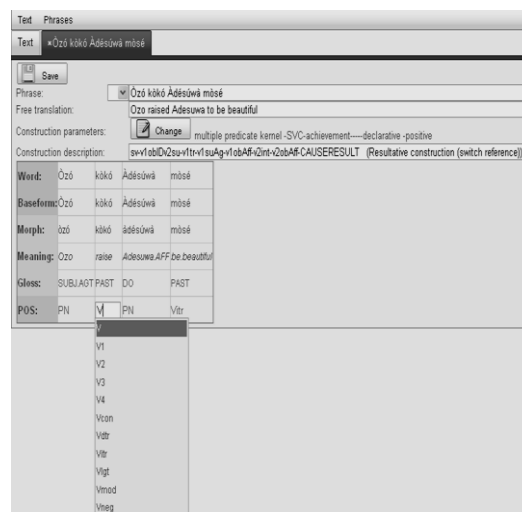 Text Phrases
Text ×Òzó kòkó Àdésúwà mòsé
Save
Phrase: Òzó kòkó Àdésúwà mòsé
Free translation: Ozo raised Adesuwa to be beautiful
Construction parameters: Change multiple predicate kernel -SVC-achievement-----declarative -positive
Construction description: sv-v1obIDv2su-v1tr-v1suAg-v1obAff-v2int-v2obAff-CAUSERESULT (Resultative construction (switch reference))
Word: Òzó kòkó Àdésúwà mòsé
Baseform: Òzó kòkó Àdésúwà mòsé
Morph: òzó kòkó àdésúwà mòsé
Meaning: Ozo raise Adesuwa.AFF be.beautiful
Gloss: SUBJ.AGT PAST DO PAST
POS: PN V PN Vitr
V
V1
V2
V3
V4
Vcon
Vdtr
Vitr
Vlgt
Vmod
Vneg